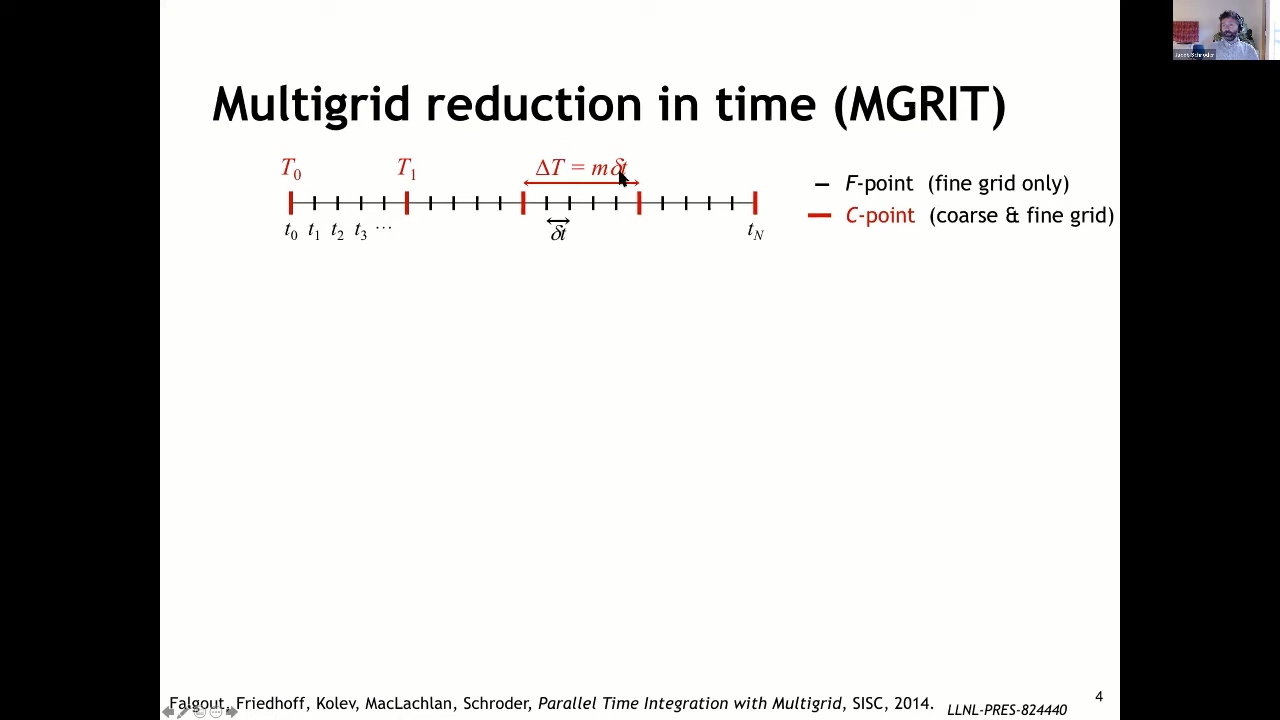 Jacob Schroder
Multigrid reduction in time (MGRIT)
T0 T1 ΔT = mδt
F-point (fine grid only)
C-point (coarse & fine grid)
t0 t1 t2 t3 ... δt tN
Falgout, Friedhoff, Kolev, MacLachlan, Schroder, Parallel Time Integration with Multigrid, SISC, 2014.
LLNL-PRES-824440
4